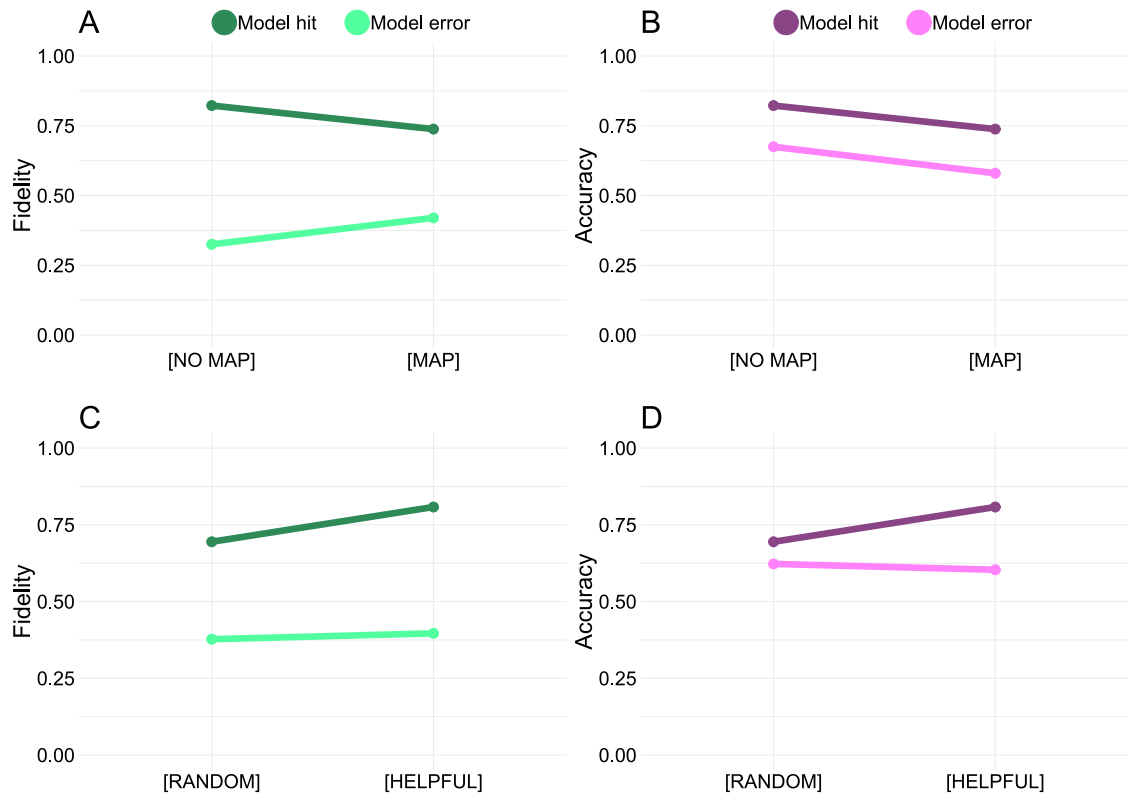 A
Model hit
Model error
1.00
0.75
0.50
0.25
0.00
Fidelity
[NO MAP]
[MAP]
B
Model hit
Model error
1.00
0.75
0.50
0.25
0.00
Accuracy
[NO MAP]
[MAP]
C
1.00
0.75
0.50
0.25
0.00
Fidelity
[RANDOM]
[HELPFUL]
D
1.00
0.75
0.50
0.25
0.00
Accuracy
[RANDOM]
[HELPFUL]